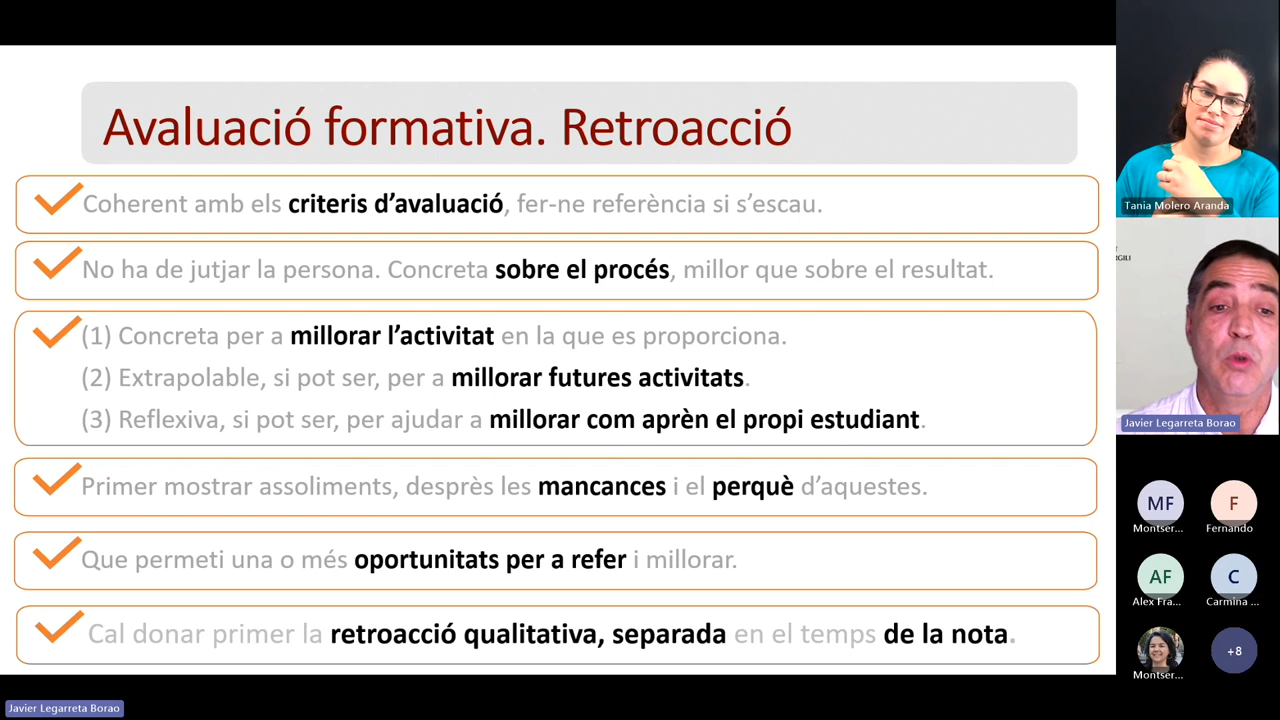 Avaluació formativa. Retroacció
Coherent amb els criteris d’avaluació, fer-ne referència si s’escau.
No ha de jutjar la persona. Concreta sobre el procés, millor que sobre el resultat.
(1) Concreta per a millorar l’activitat en la que es proporciona.
(2) Extrapolable, si pot ser, per a millorar futures activitats.
(3) Reflexiva, si pot ser, per ajudar a millorar com aprèn el propi estudiant.
Primer mostrar assoliments, desprès les mancances i el perquè d’aquestes.
Que permeti una o més oportunitats per a refer i millorar.
Cal donar primer la retroacció qualitativa, separada en el temps de la nota.
Tania Molero Aranda
Javier Legarreta Borao
MF
Montser...
F
Fernando
AF
Alex Fra...
C
Carmina ...
Montser...
+8
Javier Legarreta Borao